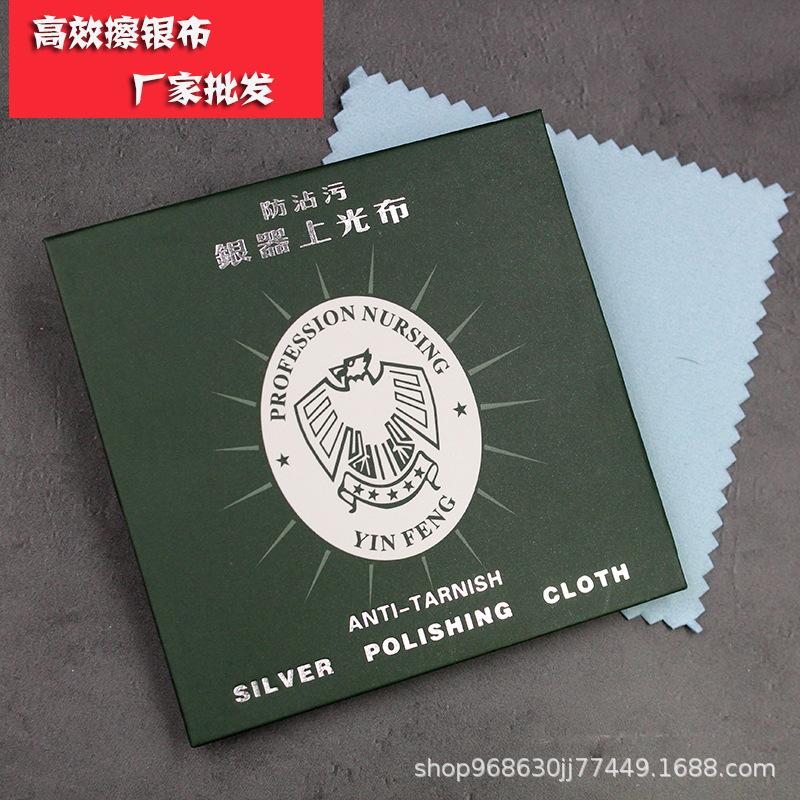 高效擦银布
厂家批发
防沾污
銀器上光布
PROFESSION NURSING
YIN FENG
ANTI-TARNISH
SILVER POLISHING CLOTH
shop968630jj77449.1688.com